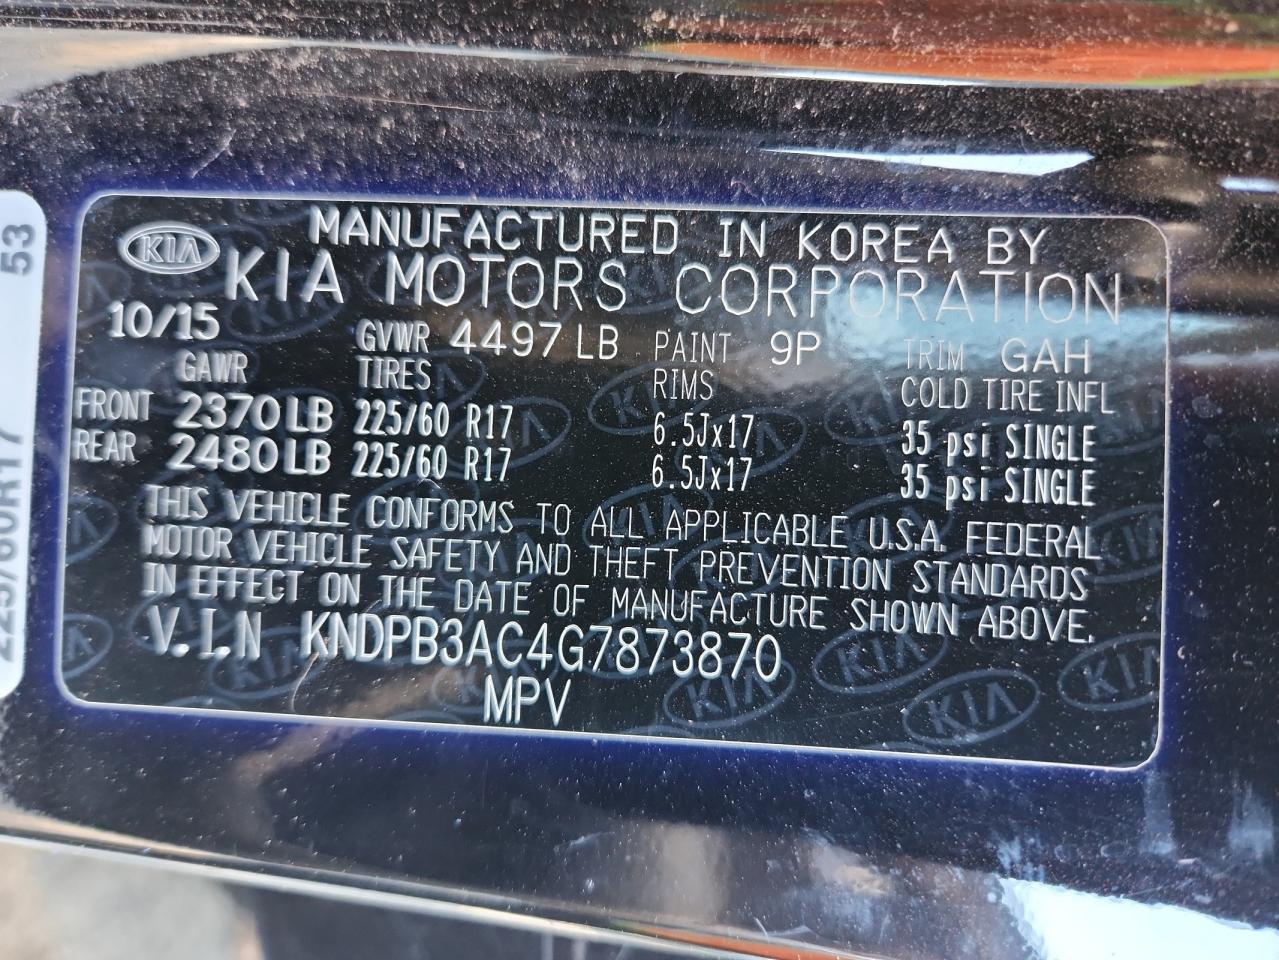 KIA MANUFACTURED IN KOREA BY
KIA MOTORS CORPORATION
10/15 GVWR 4497 LB PAINT 9P TRIM GAH
GAWR TIRES RIMS COLD TIRE INFL
FRONT 2370 LB 225/60 R17 6.5Jx17 35 psi SINGLE
REAR 2480 LB 225/60 R17 6.5Jx17 35 psi SINGLE
THIS VEHICLE CONFORMS TO ALL APPLICABLE U.S.A. FEDERAL
MOTOR VEHICLE SAFETY AND THEFT PREVENTION STANDARDS
IN EFFECT ON THE DATE OF MANUFACTURE SHOWN ABOVE.
V.I.N KNDPB3AC4G7873870
MPV
225/60R17 53